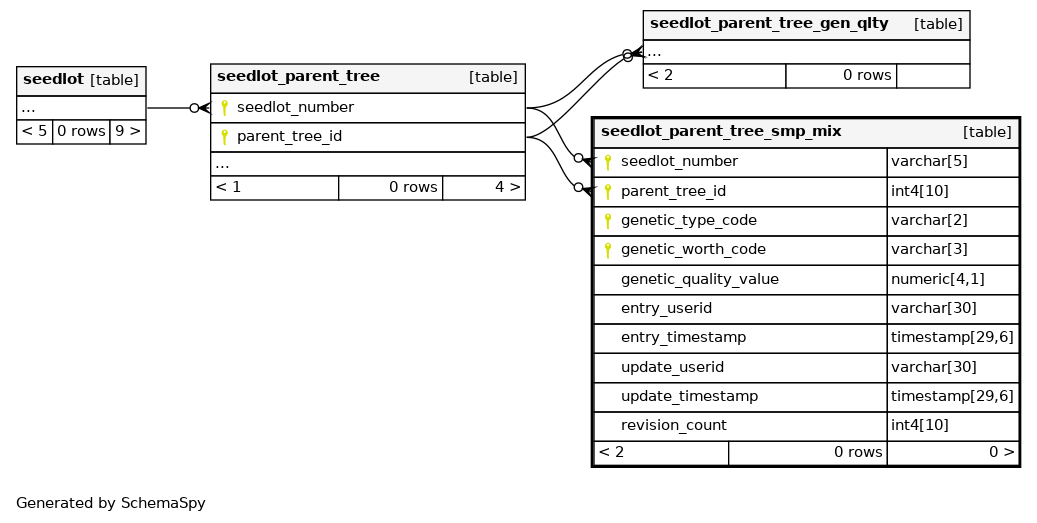 seedlot [table]
...
< 5 0 rows 9 >
seedlot_parent_tree [table]
seedlot_number
parent_tree_id
...
< 1 0 rows 4 >
seedlot_parent_tree_gen_qlty [table]
...
< 2 0 rows
seedlot_parent_tree_smp_mix [table]
seedlot_number varchar[5]
parent_tree_id int4[10]
genetic_type_code varchar[2]
genetic_worth_code varchar[3]
genetic_quality_value numeric[4,1]
entry_userid varchar[30]
entry_timestamp timestamp[29,6]
update_userid varchar[30]
update_timestamp timestamp[29,6]
revision_count int4[10]
< 2 0 rows 0 >
Generated by SchemaSpy